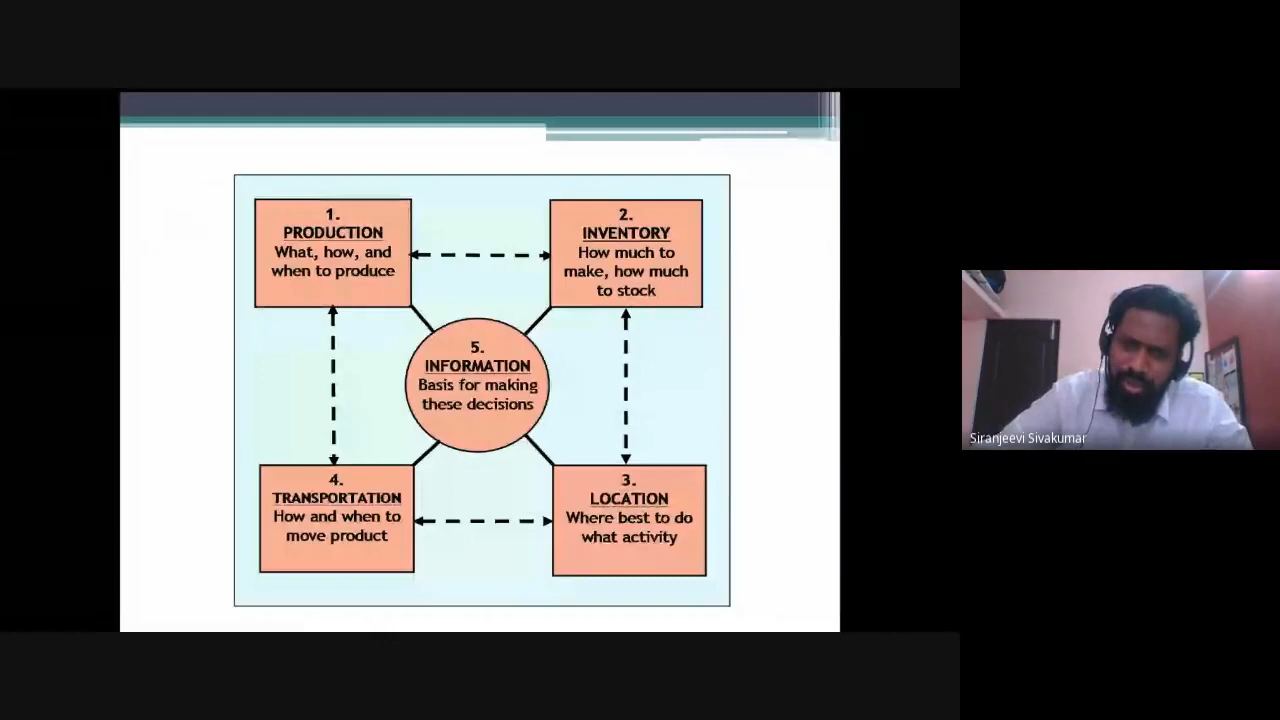 1.
PRODUCTION
What, how, and
when to produce
2.
INVENTORY
How much to
make, how much
to stock
5.
INFORMATION
Basis for making
these decisions
4.
TRANSPORTATION
How and when to
move product
3.
LOCATION
Where best to do
what activity
Siranjeevi Sivakumar